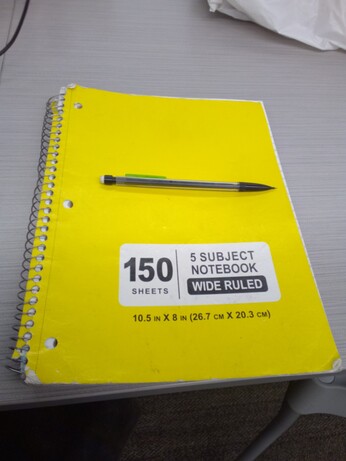 150
SHEETS
5 SUBJECT
NOTEBOOK
WIDE RULED
10.5 IN X 8 IN (26.7 CM X 20.3 CM)